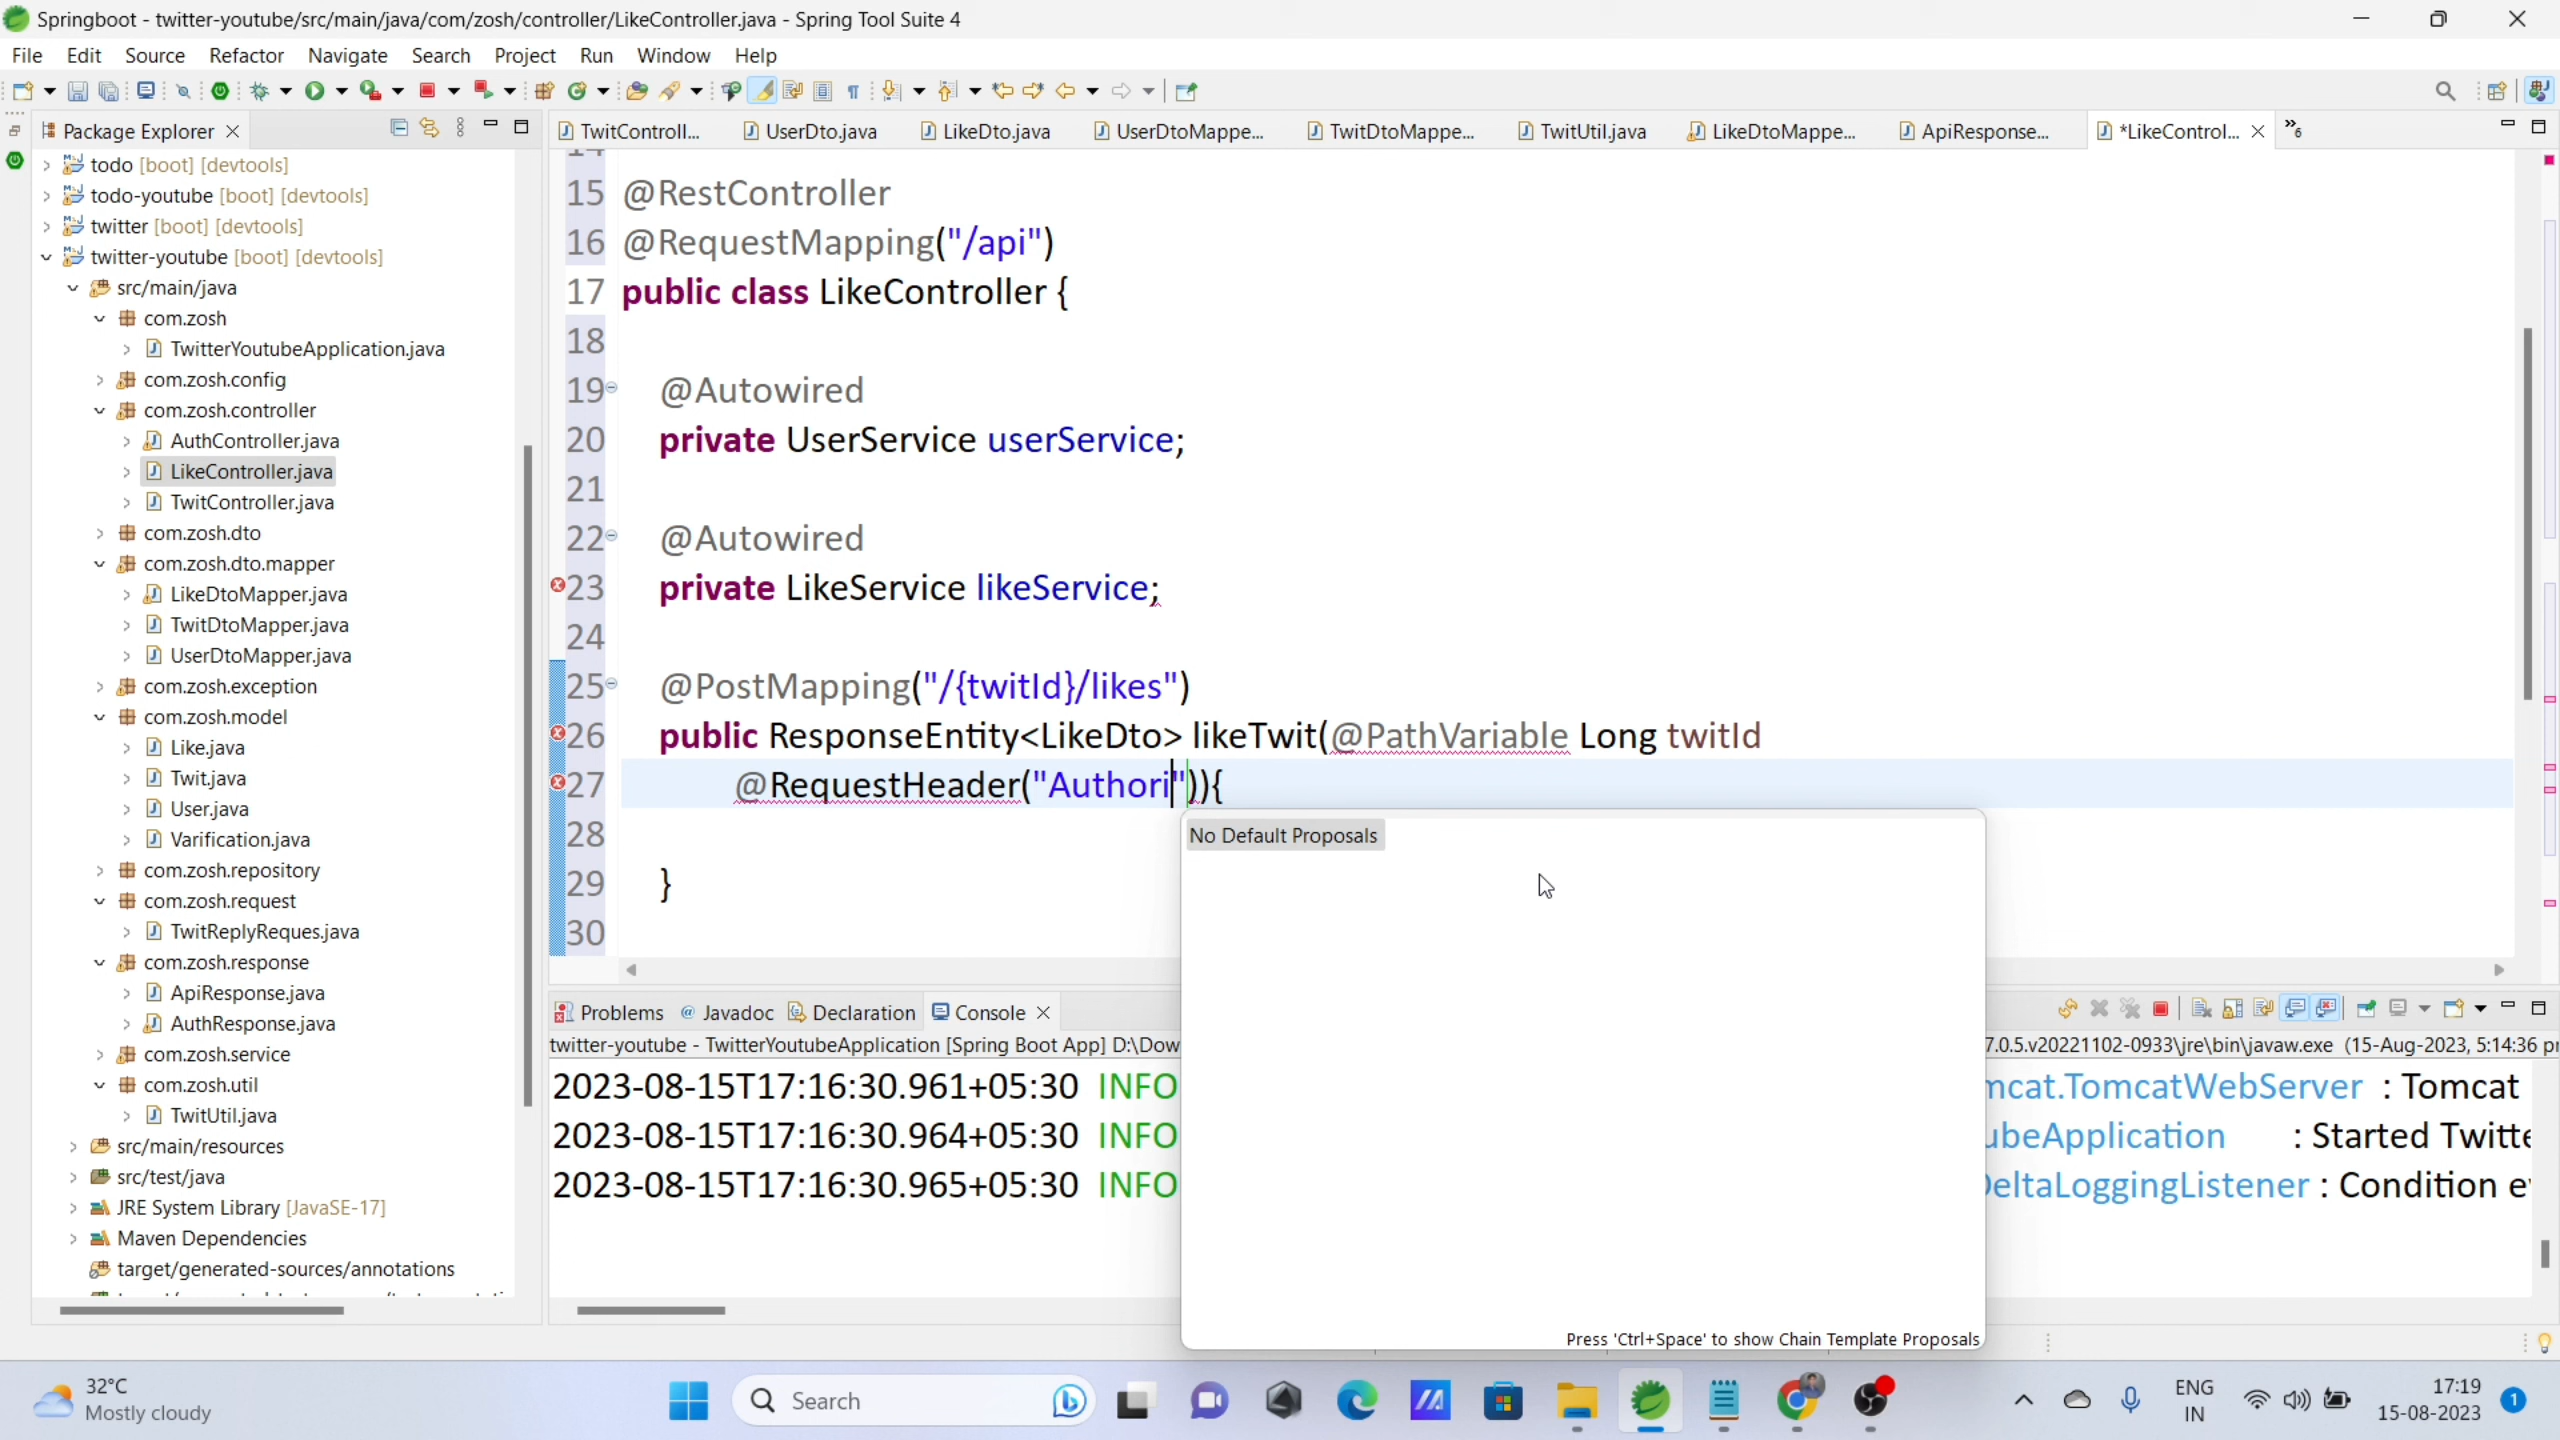 Springboot - twitter-youtube/src/main/java/com/zosh/controller/LikeController.java - Spring Tool Suite 4
File Edit Source Refactor Navigate Search Project Run Window Help
Package Explorer
TwitControll... UserDto.java LikeDto.java UserDtoMappe... TwitDtoMappe... TwitUtil.java LikeDtoMappe... ApiResponse... *LikeControl... »6
todo [boot] [devtools]
todo-youtube [boot] [devtools]
twitter [boot] [devtools]
twitter-youtube [boot] [devtools]
src/main/java
com.zosh
TwitterYoutubeApplication.java
com.zosh.config
com.zosh.controller
AuthController.java
LikeController.java
TwitController.java
com.zosh.dto
com.zosh.dto.mapper
LikeDtoMapper.java
TwitDtoMapper.java
UserDtoMapper.java
com.zosh.exception
com.zosh.model
Like.java
Twit.java
User.java
Varification.java
com.zosh.repository
com.zosh.request
TwitReplyReques.java
com.zosh.response
ApiResponse.java
AuthResponse.java
com.zosh.service
com.zosh.util
TwitUtil.java
src/main/resources
src/test/java
JRE System Library [JavaSE-17]
Maven Dependencies
target/generated-sources/annotations
15 @RestController
16 @RequestMapping("/api")
17 public class LikeController {
18
19 @Autowired
20 private UserService userService;
21
22 @Autowired
23 private LikeService likeService;
24
25 @PostMapping("/{twitId}/likes")
26 public ResponseEntity<LikeDto> likeTwit(@PathVariable Long twitId
27 @RequestHeader("Authori")){
28
29 }
30
No Default Proposals
Press 'Ctrl+Space' to show Chain Template Proposals
Problems @ Javadoc Declaration Console
twitter-youtube - TwitterYoutubeApplication [Spring Boot App] D:\Dow 7.0.5.v20221102-0933\jre\bin\javaw.exe (15-Aug-2023, 5:14:36 p
2023-08-15T17:16:30.961+05:30 INFO mcat.TomcatWebServer : Tomcat
2023-08-15T17:16:30.964+05:30 INFO ubeApplication : Started Twitte
2023-08-15T17:16:30.965+05:30 INFO DeltaLoggingListener : Condition e
32°C
Mostly cloudy
Search
ENG
IN
17:19
15-08-2023
1